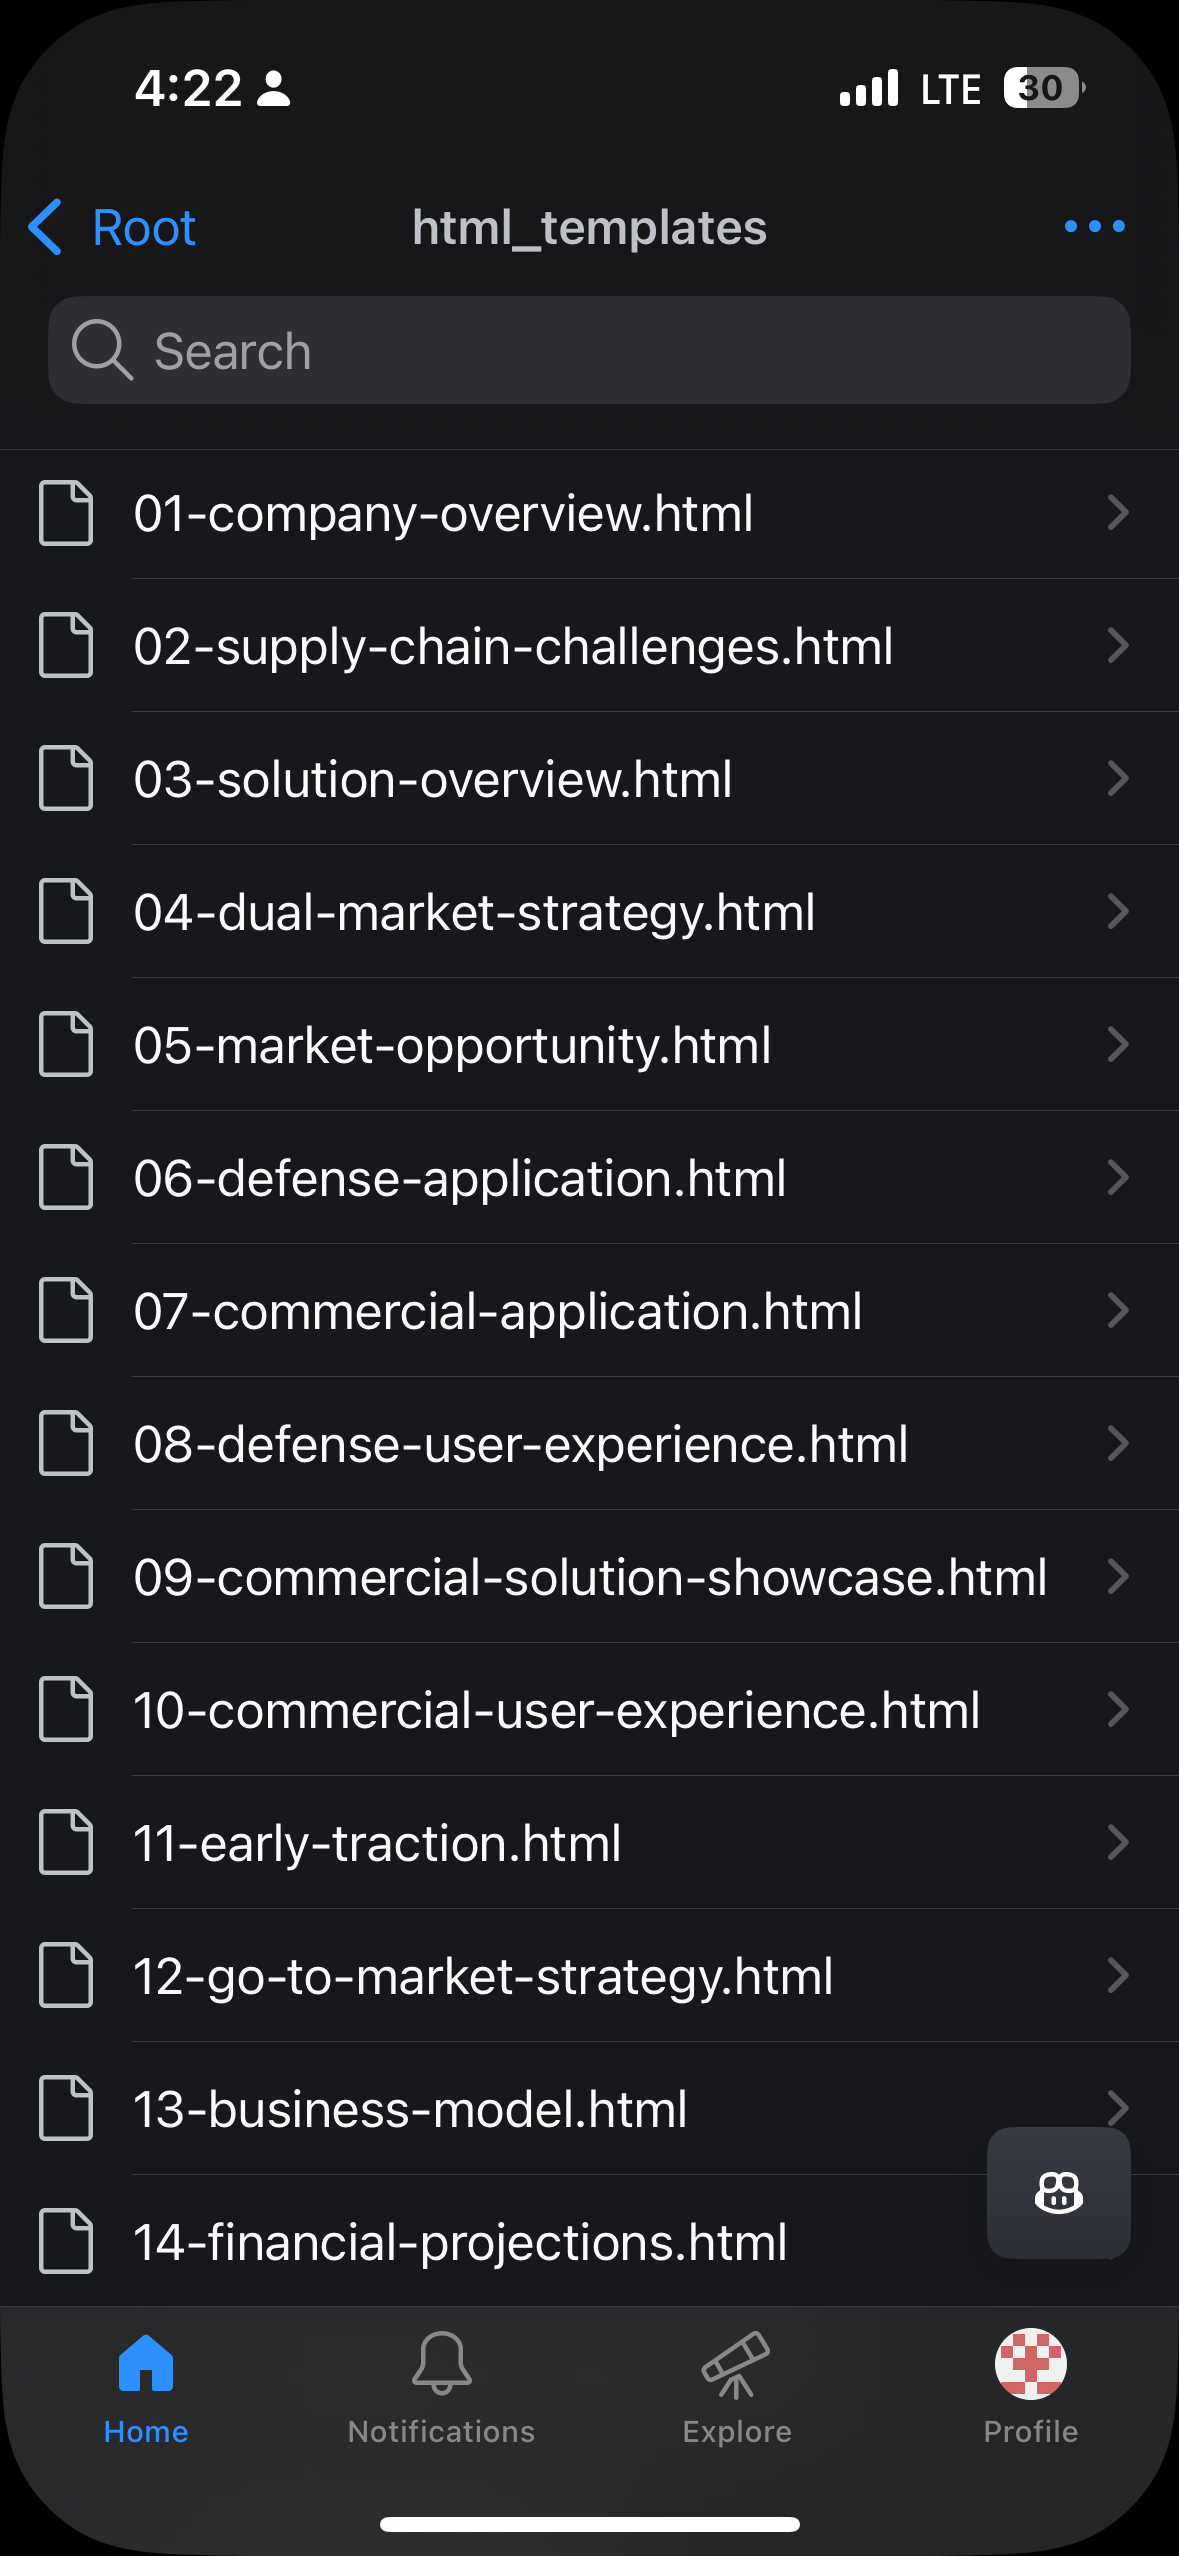 4:22
LTE
30
Root
html_templates
Search
01-company-overview.html
02-supply-chain-challenges.html
03-solution-overview.html
04-dual-market-strategy.html
05-market-opportunity.html
06-defense-application.html
07-commercial-application.html
08-defense-user-experience.html
09-commercial-solution-showcase.html
10-commercial-user-experience.html
11-early-traction.html
12-go-to-market-strategy.html
13-business-model.html
14-financial-projections.html
Home
Notifications
Explore
Profile